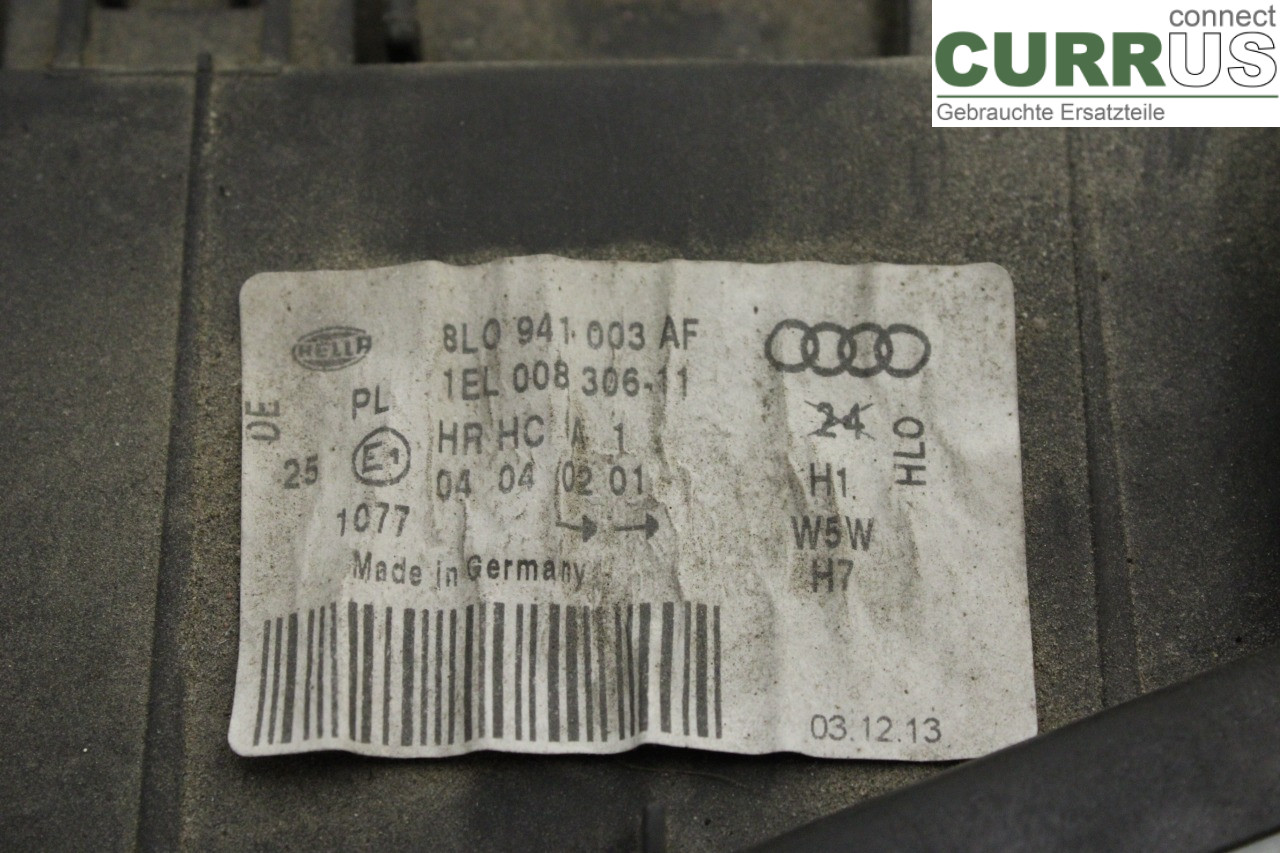 connect
CURRUS
Gebrauchte Ersatzteile
HELLA
8L0 941 003 AF
1EL 008 306-11
DE
PL
HR HC A 1
24
HLO
25
E1
04 04 02 01
H1
1077
→ →
W5W
Made in Germany
H7
03.12.13